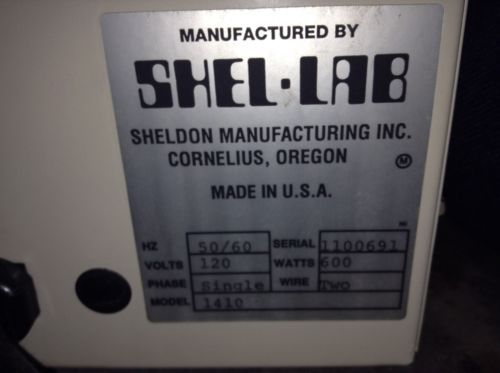 MANUFACTURED BY
SHEL·LAB
SHELDON MANUFACTURING INC.
CORNELIUS, OREGON M
MADE IN U.S.A.
HZ 50/60 SERIAL 1100691
VOLTS 120 WATTS 600
PHASE Single WIRE Two
MODEL 1410